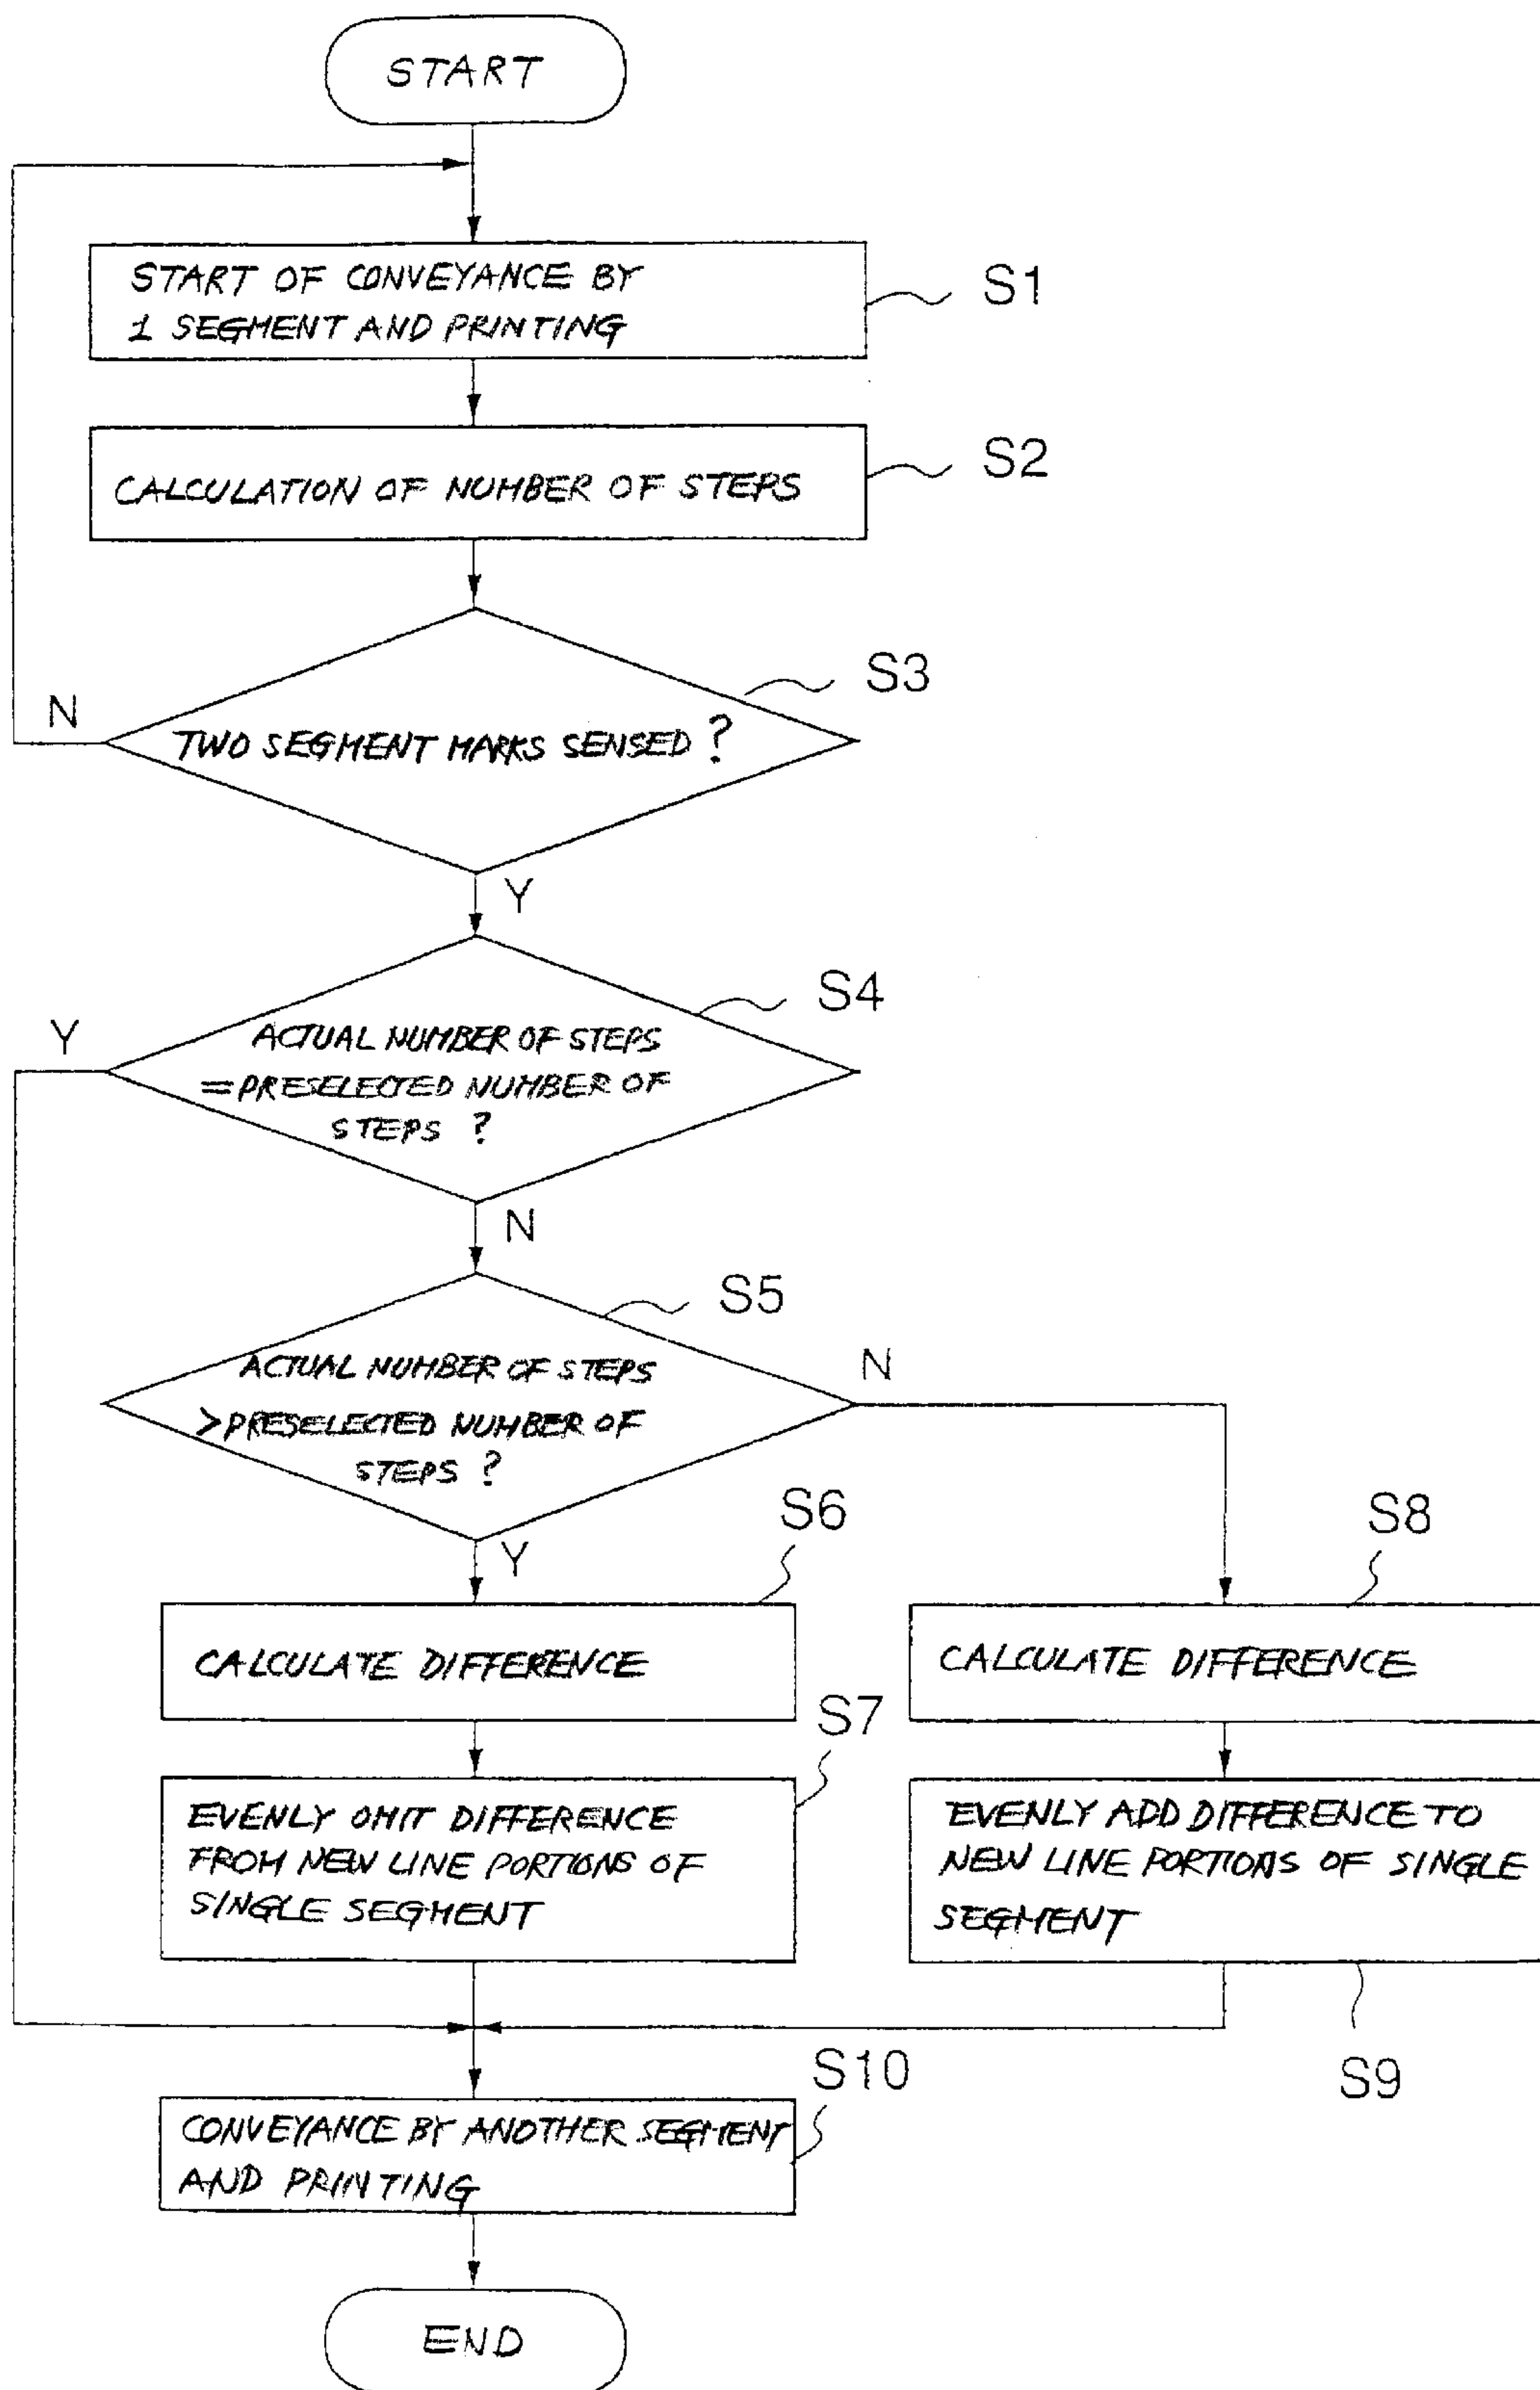 START
START OF CONVEYANCE BY
1 SEGMENT AND PRINTING
S1
CALCULATION OF NUMBER OF STEPS
S2
TWO SEGMENT MARKS SENSED?
S3
N
Y
ACTUAL NUMBER OF STEPS
=PRESELECTED NUMBER OF
STEPS ?
S4
Y
N
ACTUAL NUMBER OF STEPS
>PRESELECTED NUMBER OF
STEPS ?
S5
N
Y
S6
CALCULATE DIFFERENCE
S8
CALCULATE DIFFERENCE
S7
EVENLY OMIT DIFFERENCE
FROM NEW LINE PORTIONS OF
SINGLE SEGMENT
EVENLY ADD DIFFERENCE TO
NEW LINE PORTIONS OF SINGLE
SEGMENT
S9
S10
CONVEYANCE BY ANOTHER SEGMENT
AND PRINTING
END